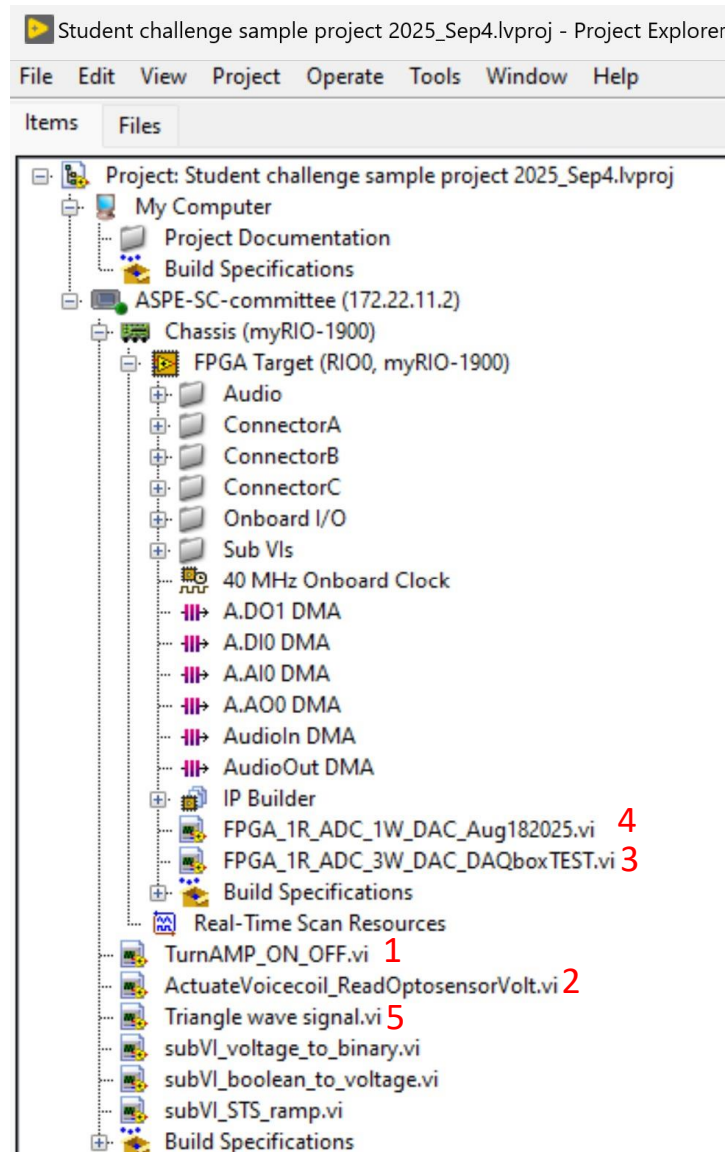 Student challenge sample project 2025_Sep4.lvproj - Project Explorer
File Edit View Project Operate Tools Window Help
Items Files
Project: Student challenge sample project 2025_Sep4.lvproj
My Computer
Project Documentation
Build Specifications
ASPE-SC-committee (172.22.11.2)
Chassis (myRIO-1900)
FPGA Target (RIO0, myRIO-1900)
Audio
ConnectorA
ConnectorB
ConnectorC
Onboard I/O
Sub VIs
40 MHz Onboard Clock
A.DO1 DMA
A.DI0 DMA
A.AI0 DMA
A.AO0 DMA
AudioIn DMA
AudioOut DMA
IP Builder
FPGA_1R_ADC_1W_DAC_Aug182025.vi 4
FPGA_1R_ADC_3W_DAC_DAQboxTEST.vi 3
Build Specifications
Real-Time Scan Resources
TurnAMP_ON_OFF.vi 1
ActuateVoicecoil_ReadOptosensorVolt.vi 2
Triangle wave signal.vi 5
subVI_voltage_to_binary.vi
subVI_boolean_to_voltage.vi
subVI_STS_ramp.vi
Build Specifications